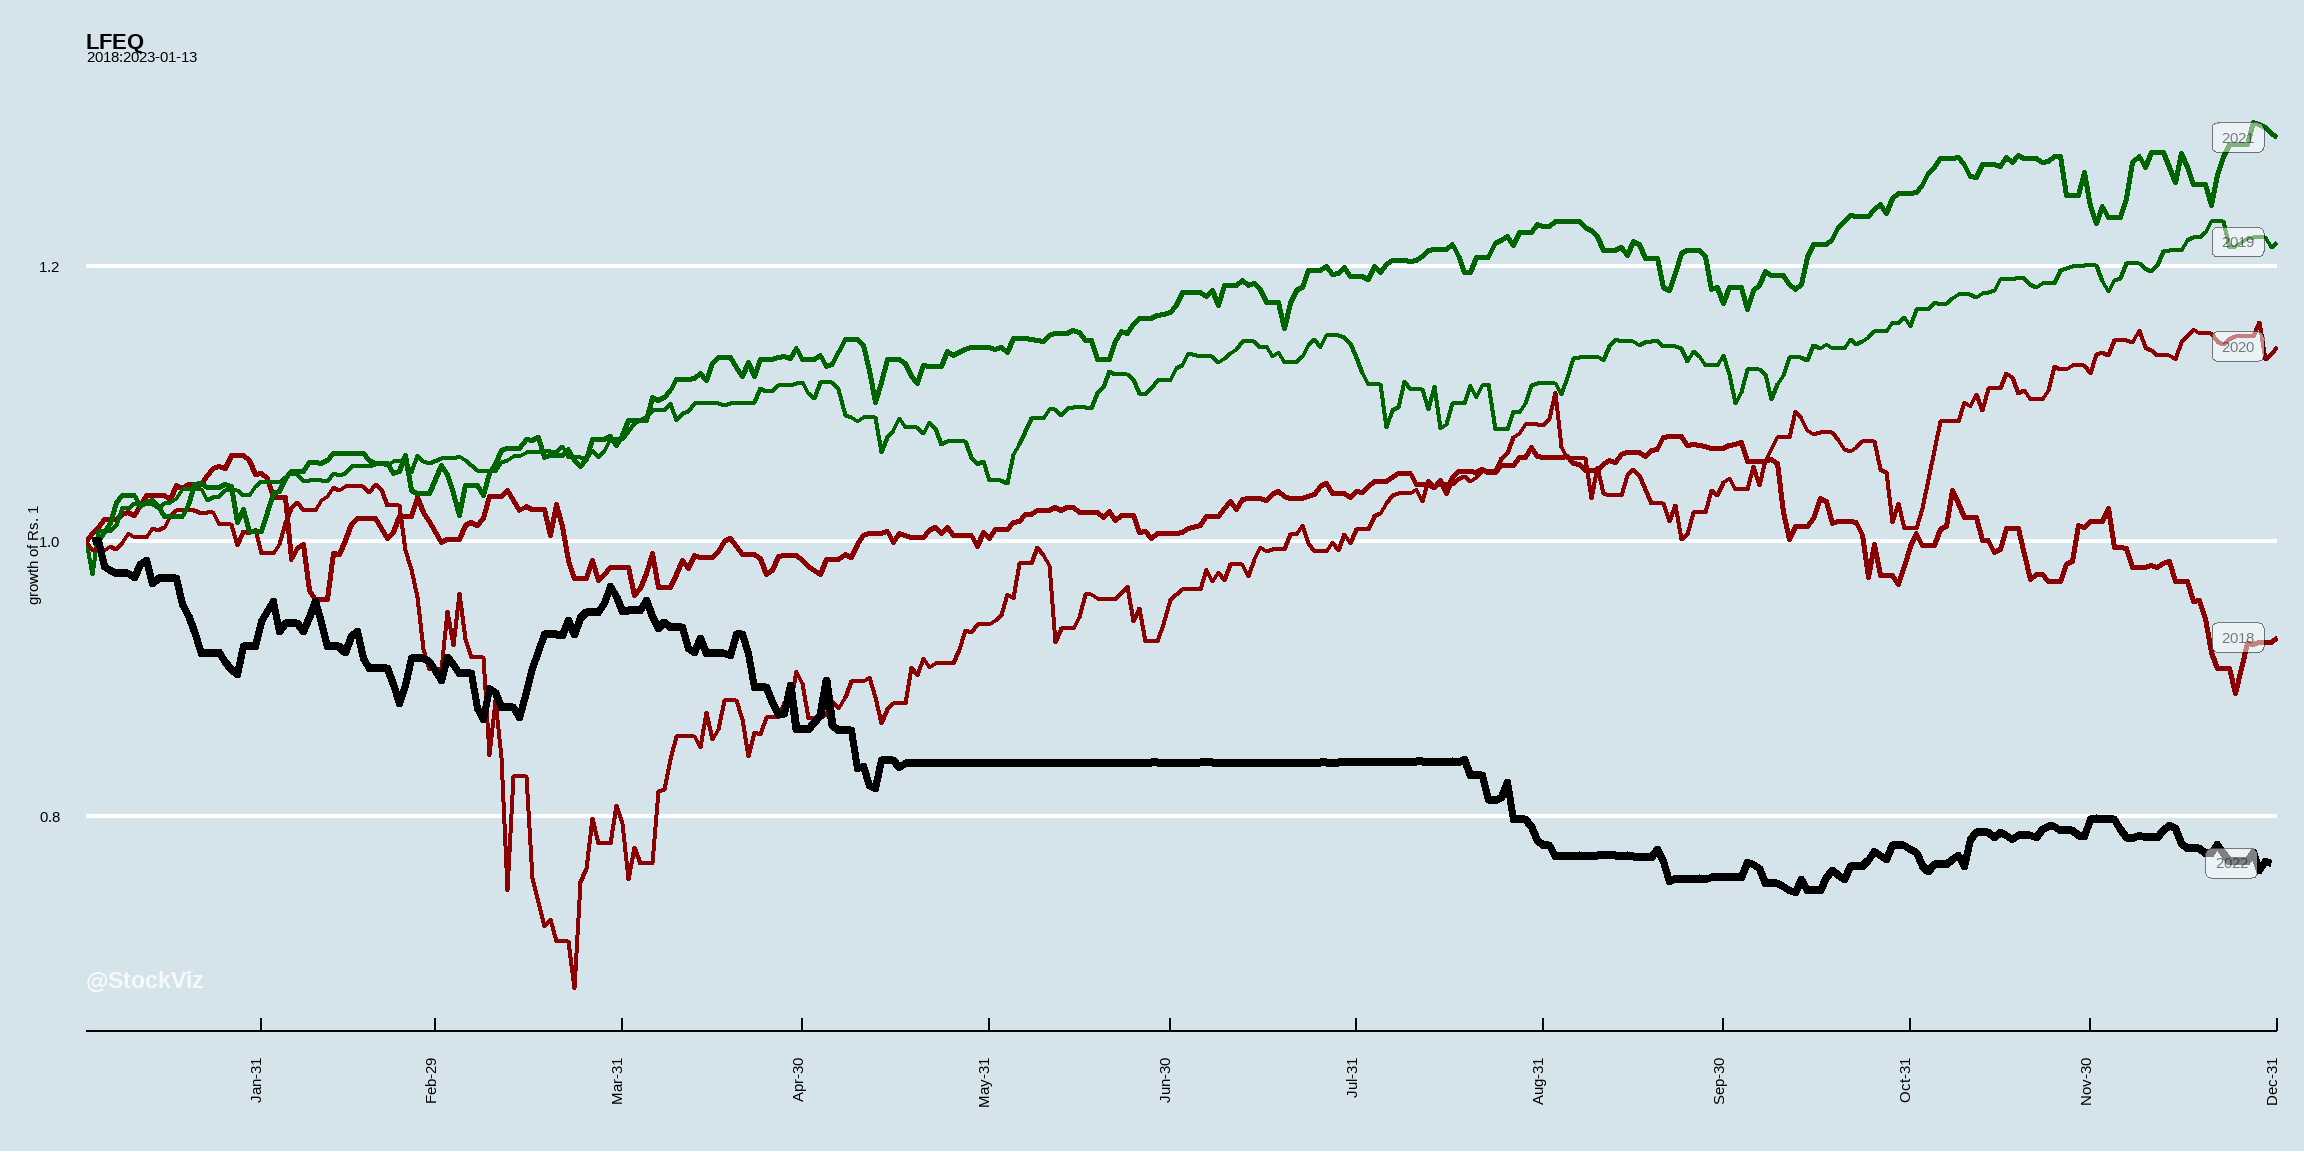 LFEQ
2018:2023-01-13
2021
2019
1.2
2020
growth of Rs. 1
1.0
2018
0.8
2022
@StockViz
Jan-31
Feb-29
Mar-31
Apr-30
May-31
Jun-30
Jul-31
Aug-31
Sep-30
Oct-31
Nov-30
Dec-31